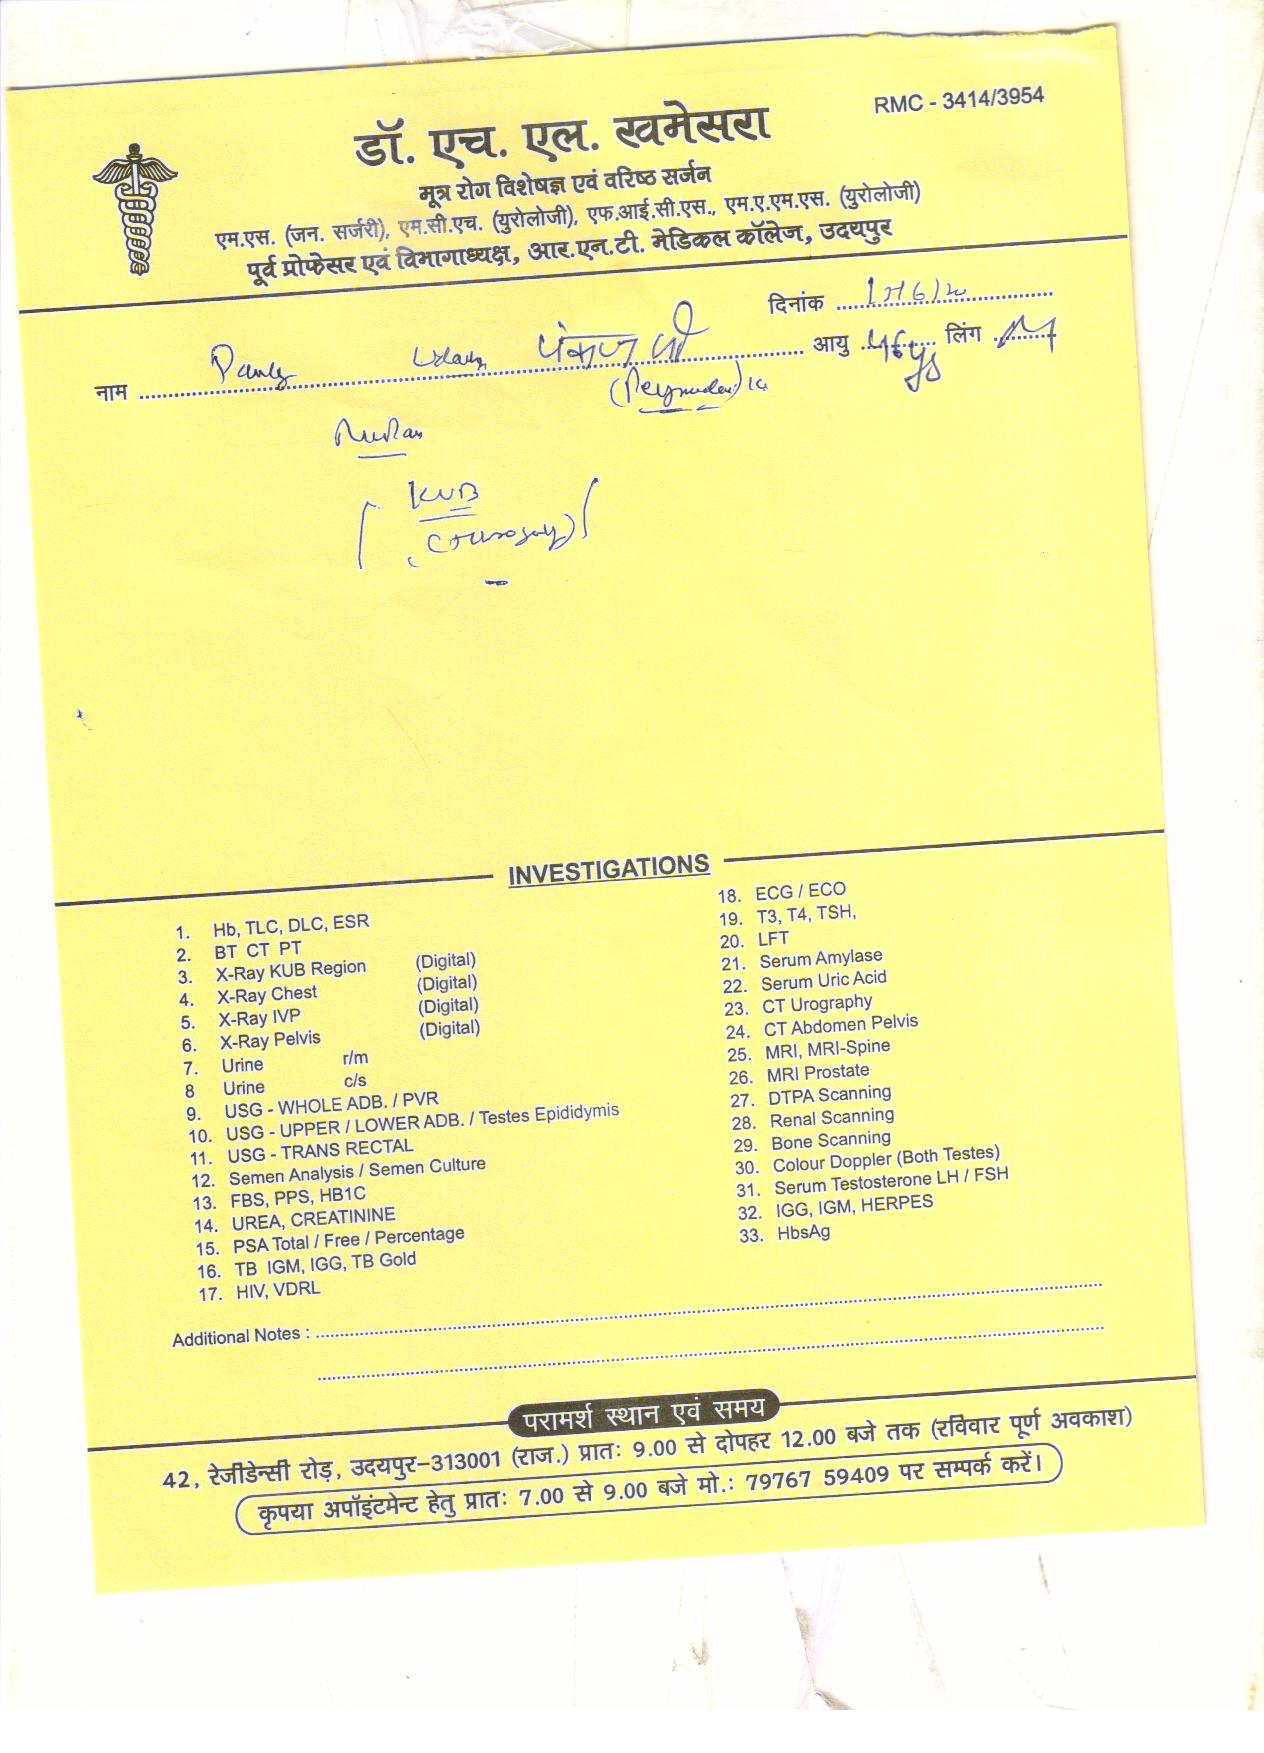 RMC - 3414/3954
डॉ. एच. एल. खमेसरा
मूत्र रोग विशेषज्ञ एवं वरिष्ठ सर्जन
एम.एस. (जन. सर्जरी), एम.सी.एच. (युरोलोजी), एफ.आई.सी.एस., एम.ए.एम.एस. (युरोलोजी)
पूर्व प्रोफेसर एवं विभागाध्यक्ष, आर.एन.टी. मेडिकल कॉलेज, उदयपुर
दिनांक
नाम पंकज जी आयु लिंग M
KUB
INVESTIGATIONS
1. Hb, TLC, DLC, ESR
2. BT CT PT
3. X-Ray KUB Region (Digital)
4. X-Ray Chest (Digital)
5. X-Ray IVP (Digital)
6. X-Ray Pelvis (Digital)
7. Urine r/m
8 Urine c/s
9. USG - WHOLE ADB. / PVR
10. USG - UPPER / LOWER ADB. / Testes Epididymis
11. USG - TRANS RECTAL
12. Semen Analysis / Semen Culture
13. FBS, PPS, HB1C
14. UREA, CREATININE
15. PSA Total / Free / Percentage
16. TB IGM, IGG, TB Gold
17. HIV, VDRL
18. ECG / ECO
19. T3, T4, TSH,
20. LFT
21. Serum Amylase
22. Serum Uric Acid
23. CT Urography
24. CT Abdomen Pelvis
25. MRI, MRI-Spine
26. MRI Prostate
27. DTPA Scanning
28. Renal Scanning
29. Bone Scanning
30. Colour Doppler (Both Testes)
31. Serum Testosterone LH / FSH
32. IGG, IGM, HERPES
33. HbsAg
Additional Notes :
परामर्श स्थान एवं समय
42, रेजीडेन्सी रोड़, उदयपुर–313001 (राज.) प्रातः 9.00 से दोपहर 12.00 बजे तक (रविवार पूर्ण अवकाश)
कृपया अपॉइंटमेन्ट हेतु प्रातः 7.00 से 9.00 बजे मो.: 79767 59409 पर सम्पर्क करें।